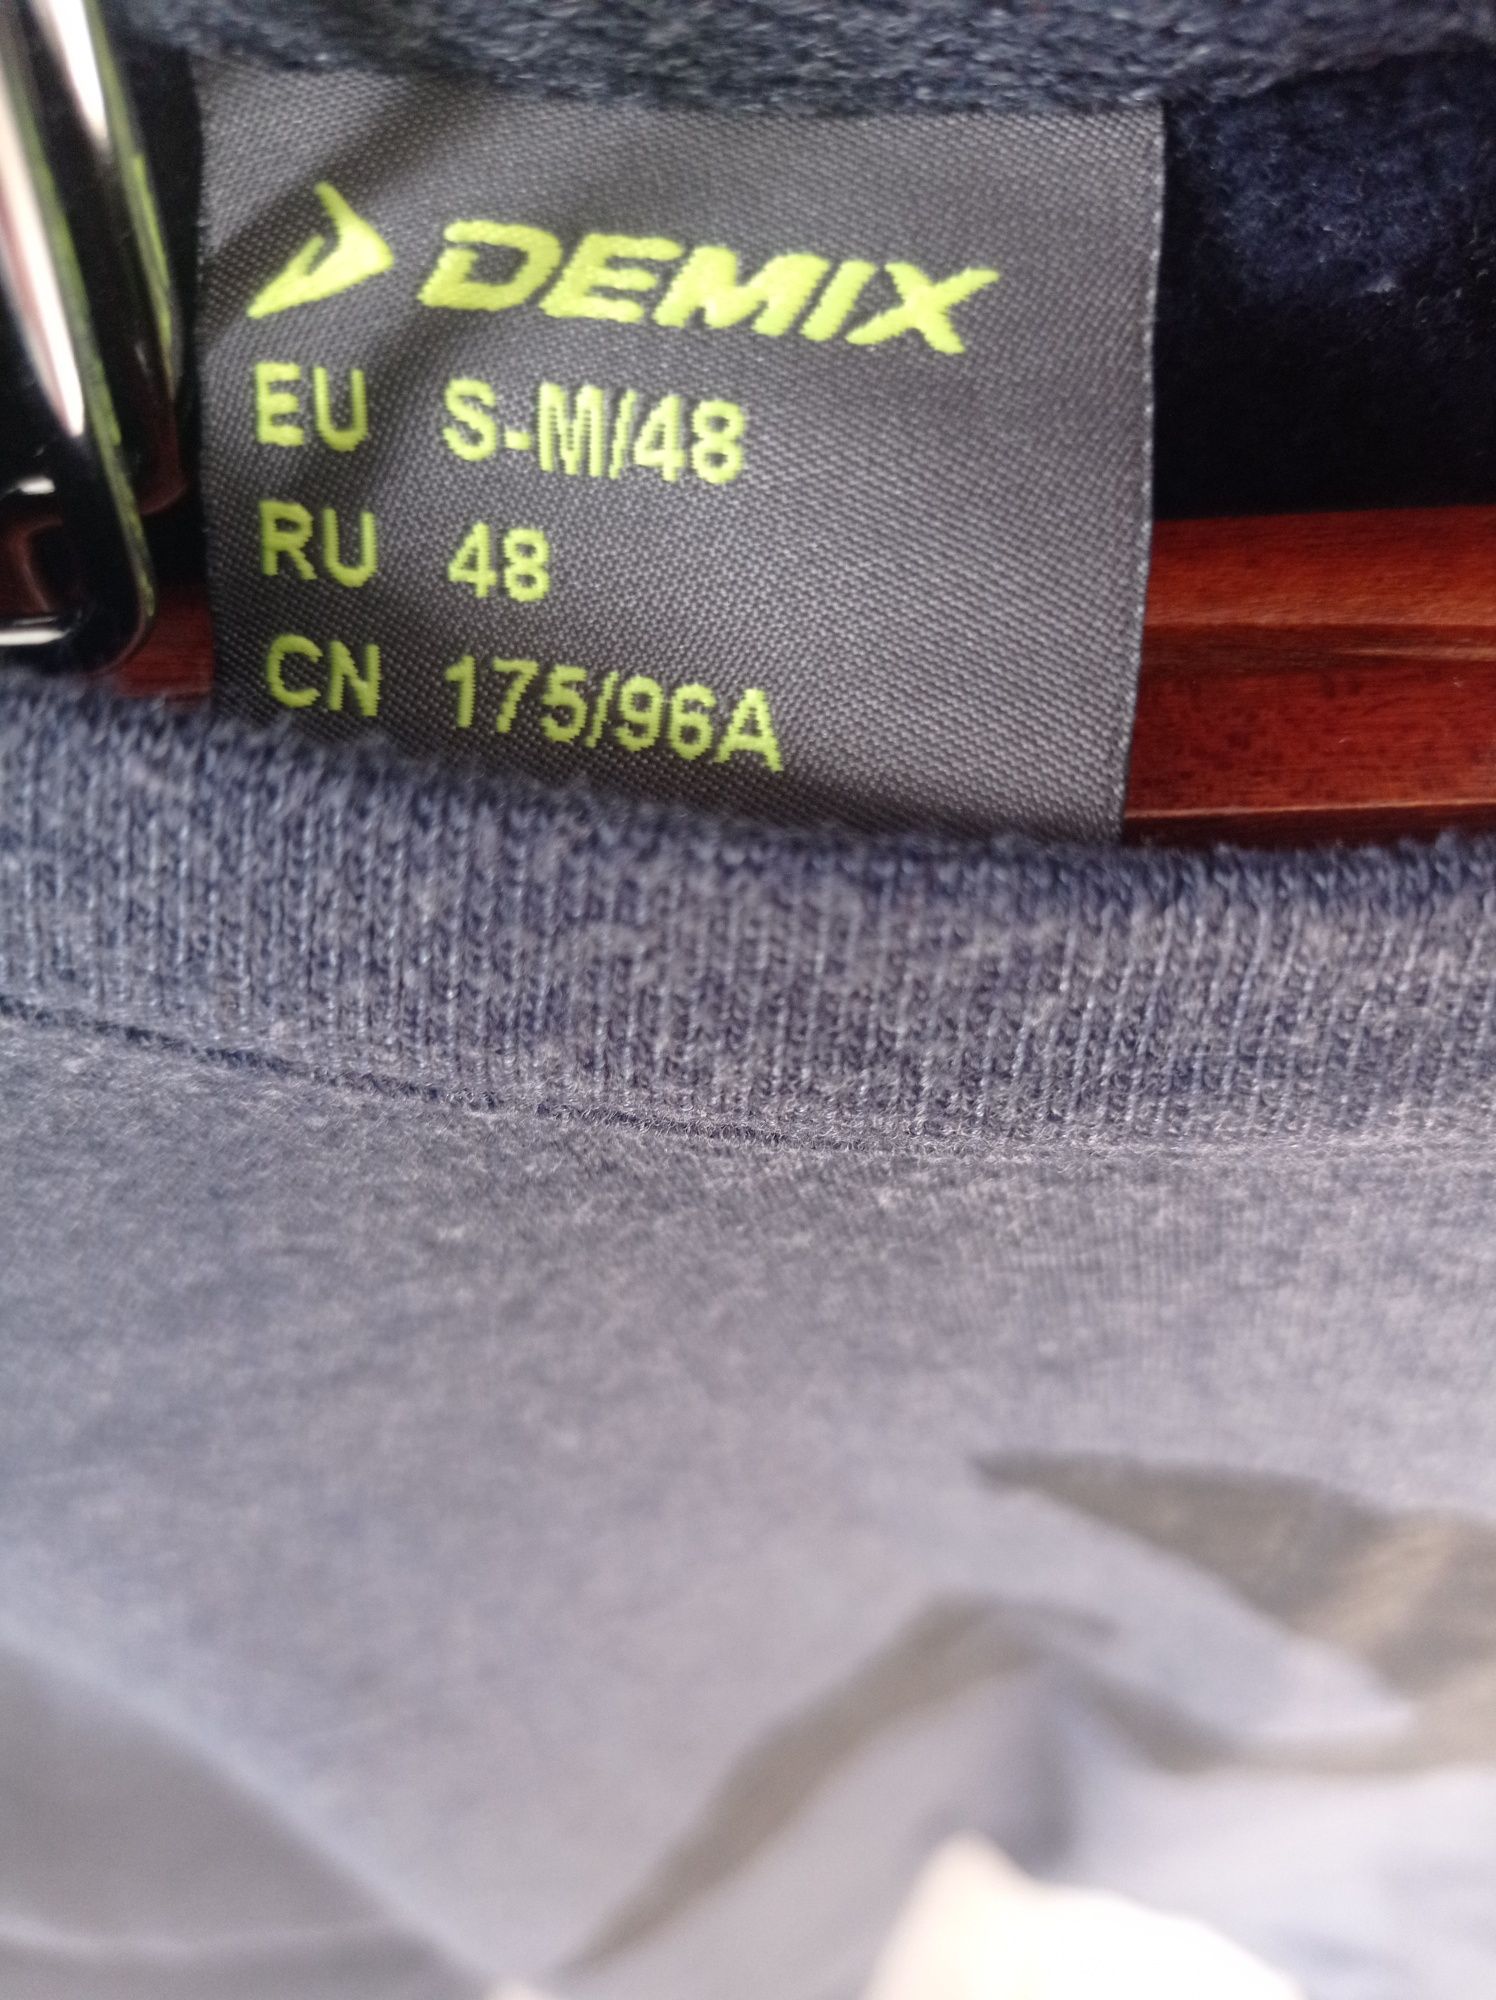 DEMIX
EU S-M/48
RU 48
CN 175/96A